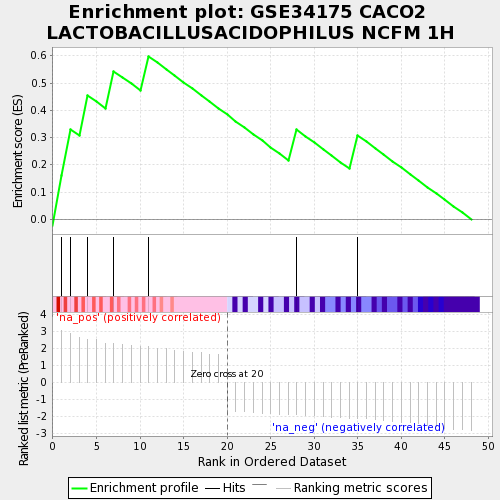 Enrichment plot: GSE34175 CACO2
LACTOBACILLUSACIDOPHILUS NCFM 1H
Enrichment score (ES)
0.6
0.5
0.4
0.3
0.2
0.1
0.0
'na_pos' (positively correlated)
Ranked list metric (PreRanked)
4
3
2
1
0
-1
-2
-3
Zero cross at 20
'na_neg' (negatively correlated)
0 5 10 15 20 25 30 35 40 45 50
Rank in Ordered Dataset
Enrichment profile Hits Ranking metric scores